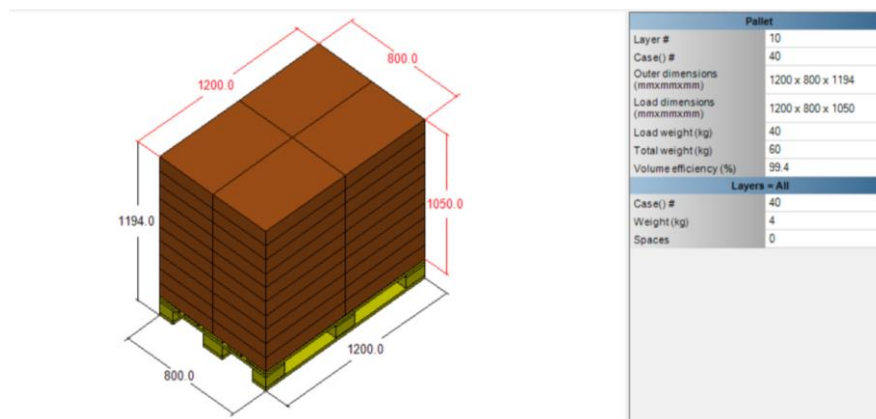 1200.0
800.0
1194.0
1050.0
800.0
1200.0
Pallet
Layer # 10
Case() # 40
Outer dimensions
(mmxmmxmm) 1200 x 800 x 1194
Load dimensions
(mmxmmxmm) 1200 x 800 x 1050
Load weight (kg) 40
Total weight (kg) 60
Volume efficiency (%) 99.4
Layers = All
Case() # 40
Weight (kg) 4
Spaces 0